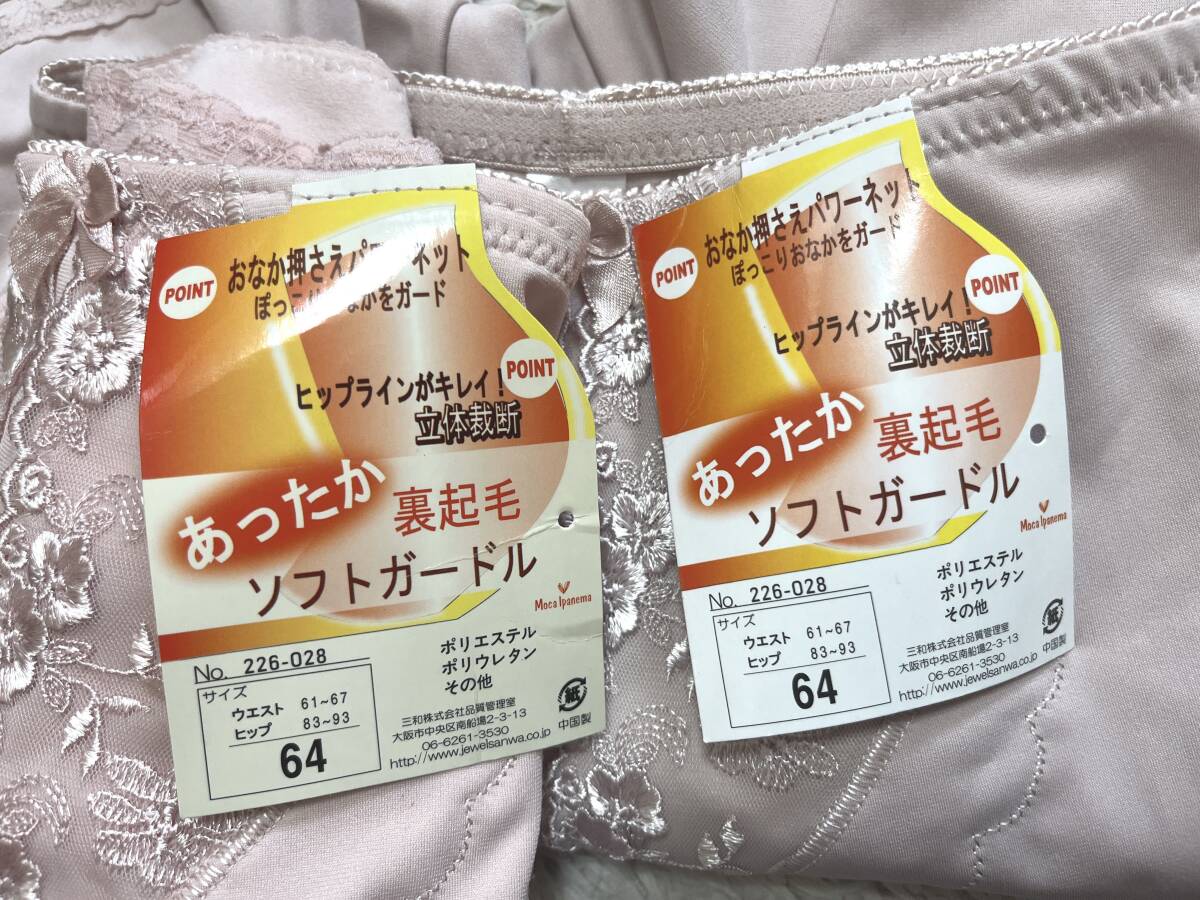 POINT
おなか押さえパワーネット
ぽっこりおなかをガード
ヒップラインがキレイ!
POINT
立体裁断
あったか
裏起毛
ソフトガードル
Moca Ipanema
No. 226-028
サイズ
ウエスト 61~67
ヒップ 83~93
64
ポリエステル
ポリウレタン
その他
三和株式会社品質管理室
大阪市中央区南船場2-3-13
06-6261-3530
http://www.jewelsanwa.co.jp
紙
中国製
POINT
おなか押さえパワーネット
ぽっこりおなかをガード
ヒップラインがキレイ!
POINT
立体裁断
あったか
裏起毛
ソフトガードル
Moca Ipanema
No. 226-028
サイズ
ウエスト 61~67
ヒップ 83~93
64
ポリエステル
ポリウレタン
その他
三和株式会社品質管理室
大阪市中央区南船場2-3-13
06-6261-3530
http://www.jewelsanwa.co.jp
紙
中国製